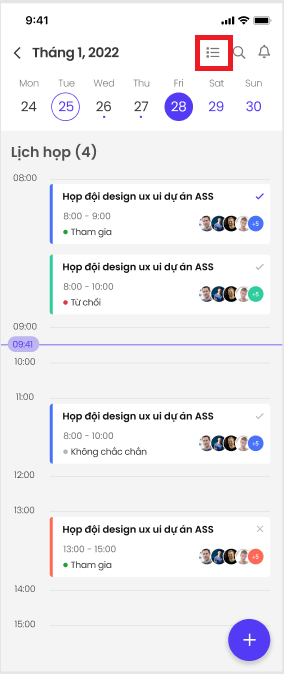 9:41
Tháng 1, 2022
Mon Tue Wed Thu Fri Sat Sun
24 25 26 27 28 29 30
Lịch họp (4)
08:00
Họp đội design ux ui dự án ASS
8:00 - 9:00
+5
Tham gia
Họp đội design ux ui dự án ASS
8:00 - 10:00
+5
Từ chối
09:00
09:41
10:00
11:00
Họp đội design ux ui dự án ASS
8:00 - 10:00
+5
Không chắc chắn
12:00
13:00
Họp đội design ux ui dự án ASS
13:00 - 15:00
+5
Tham gia
14:00
15:00